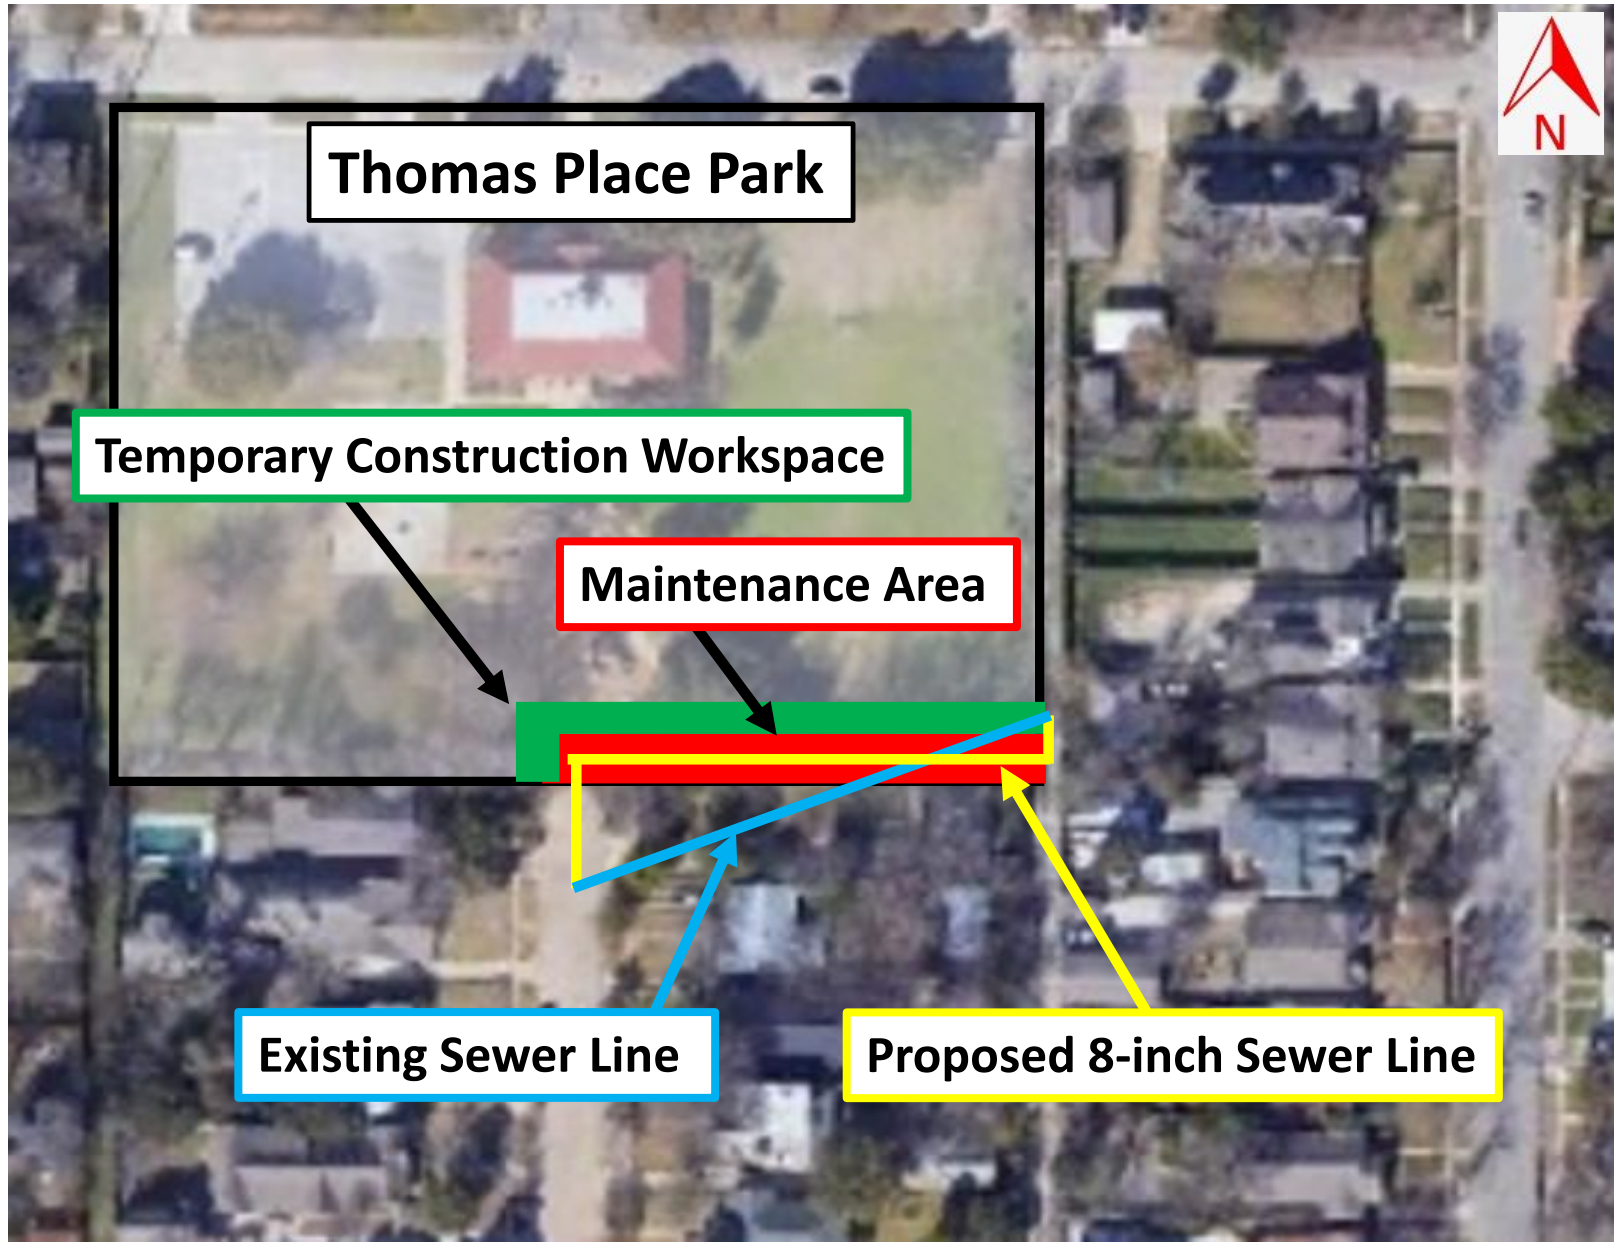 N
Thomas Place Park
Temporary Construction Workspace
Maintenance Area
Existing Sewer Line
Proposed 8-inch Sewer Line